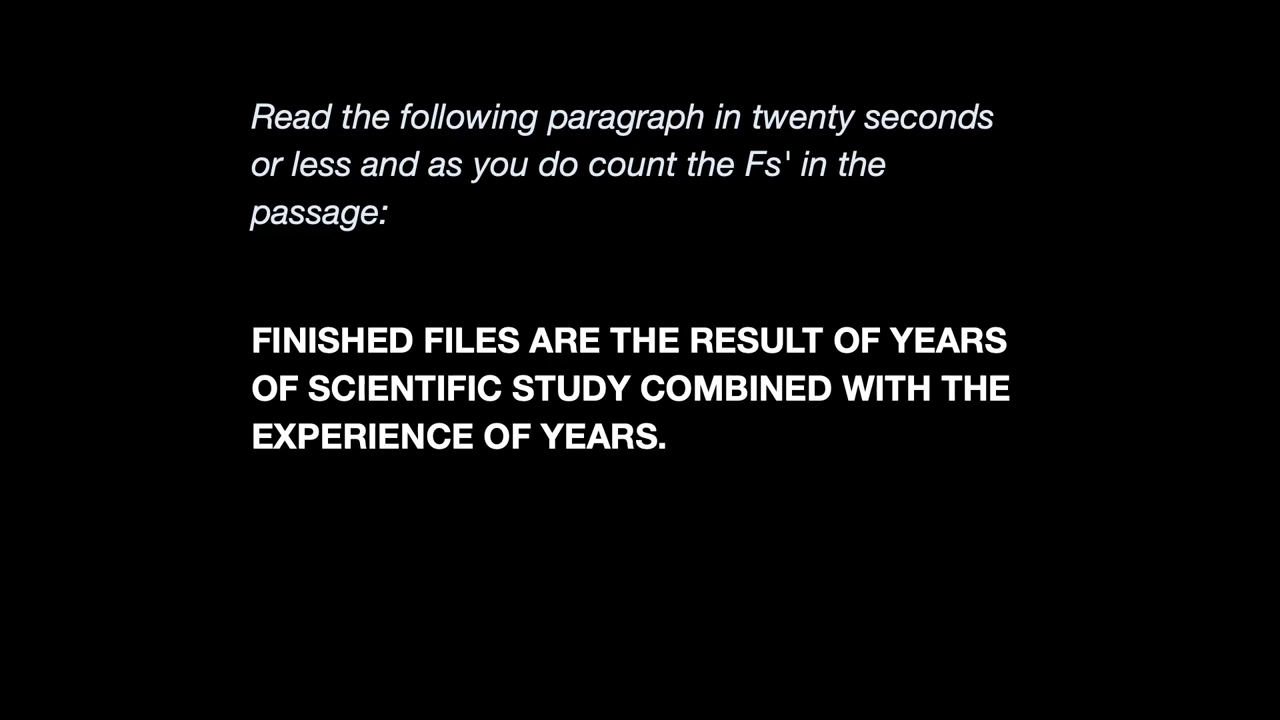 Read the following paragraph in twenty seconds
or less and as you do count the Fs' in the
passage:
FINISHED FILES ARE THE RESULT OF YEARS
OF SCIENTIFIC STUDY COMBINED WITH THE
EXPERIENCE OF YEARS.